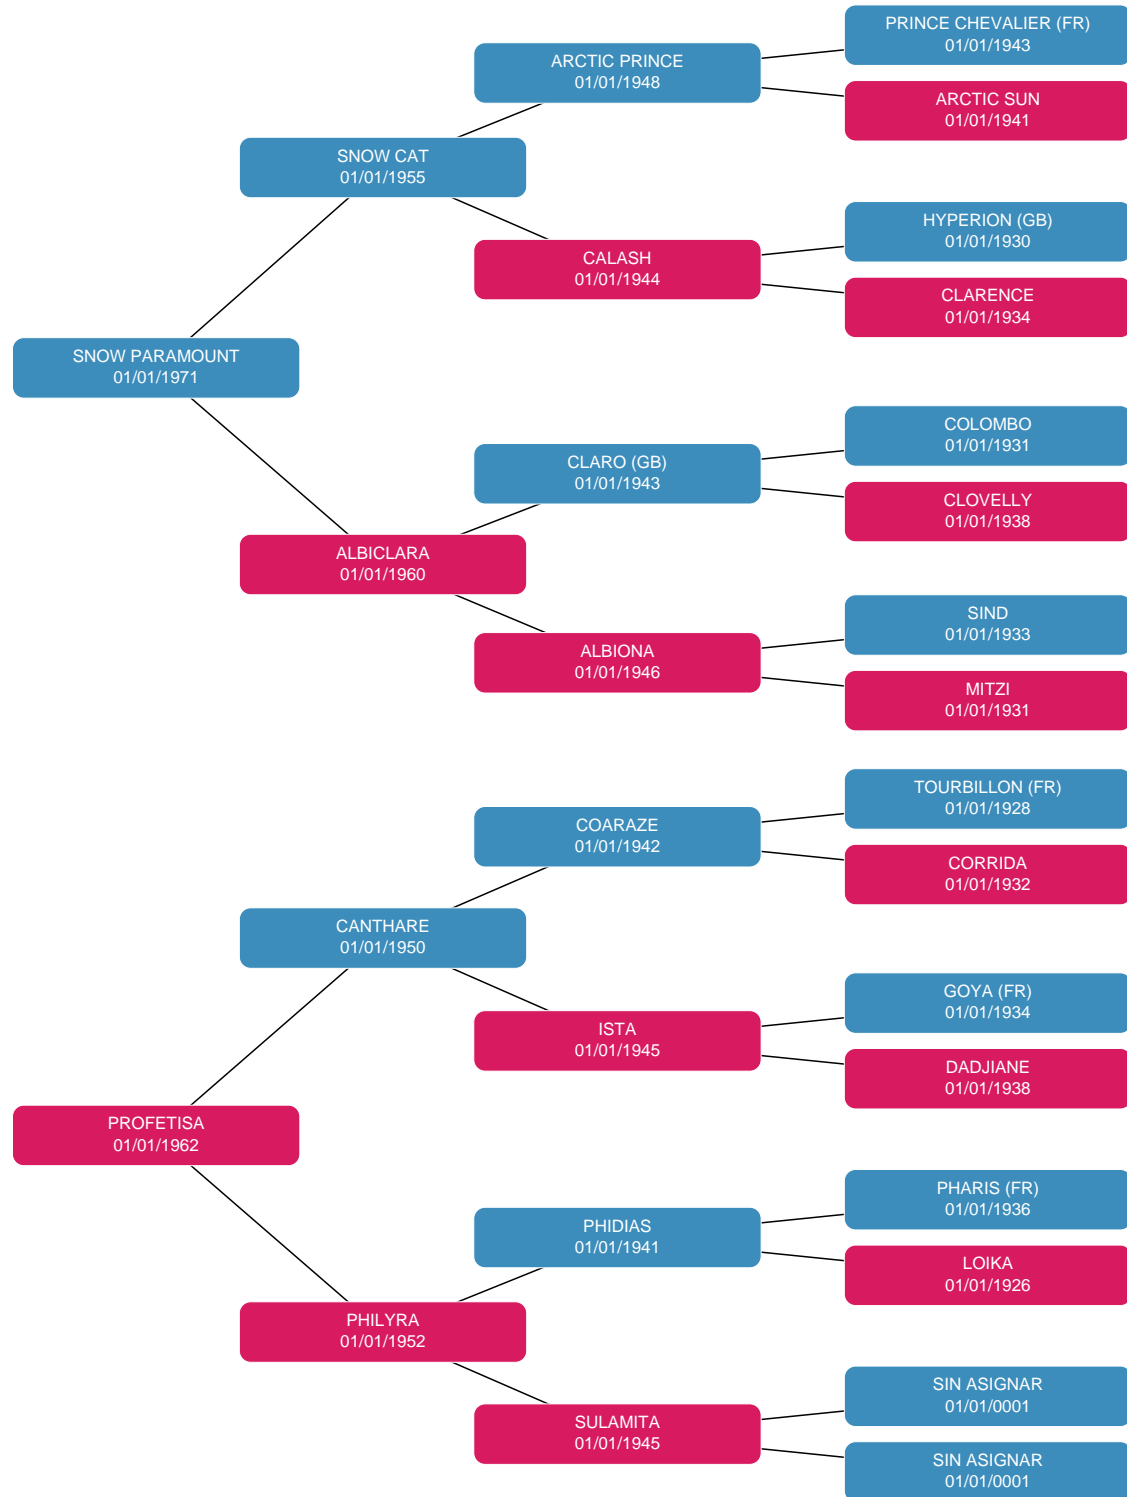 PRINCE CHEVALIER (FR)
01/01/1943
ARCTIC PRINCE
01/01/1948
ARCTIC SUN
01/01/1941
SNOW CAT
01/01/1955
HYPERION (GB)
01/01/1930
CALASH
01/01/1944
CLARENCE
01/01/1934
SNOW PARAMOUNT
01/01/1971
COLOMBO
01/01/1931
CLARO (GB)
01/01/1943
CLOVELLY
01/01/1938
ALBICLARA
01/01/1960
SIND
01/01/1933
ALBIONA
01/01/1946
MITZI
01/01/1931
TOURBILLON (FR)
01/01/1928
COARAZE
01/01/1942
CORRIDA
01/01/1932
CANTHARE
01/01/1950
GOYA (FR)
01/01/1934
ISTA
01/01/1945
DADJIANE
01/01/1938
PROFETISA
01/01/1962
PHARIS (FR)
01/01/1936
PHIDIAS
01/01/1941
LOIKA
01/01/1926
PHILYRA
01/01/1952
SIN ASIGNAR
01/01/0001
SULAMITA
01/01/1945
SIN ASIGNAR
01/01/0001